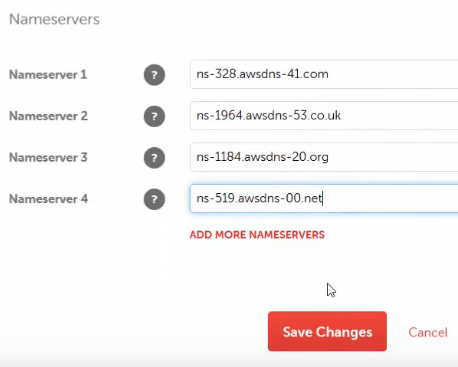 Nameservers
Nameserver 1 ? ns-328.awsdns-41.com
Nameserver 2 ? ns-1964.awsdns-53.co.uk
Nameserver 3 ? ns-1184.awsdns-20.org
Nameserver 4 ? ns-519.awsdns-00.net
ADD MORE NAMESERVERS
Save Changes Cancel